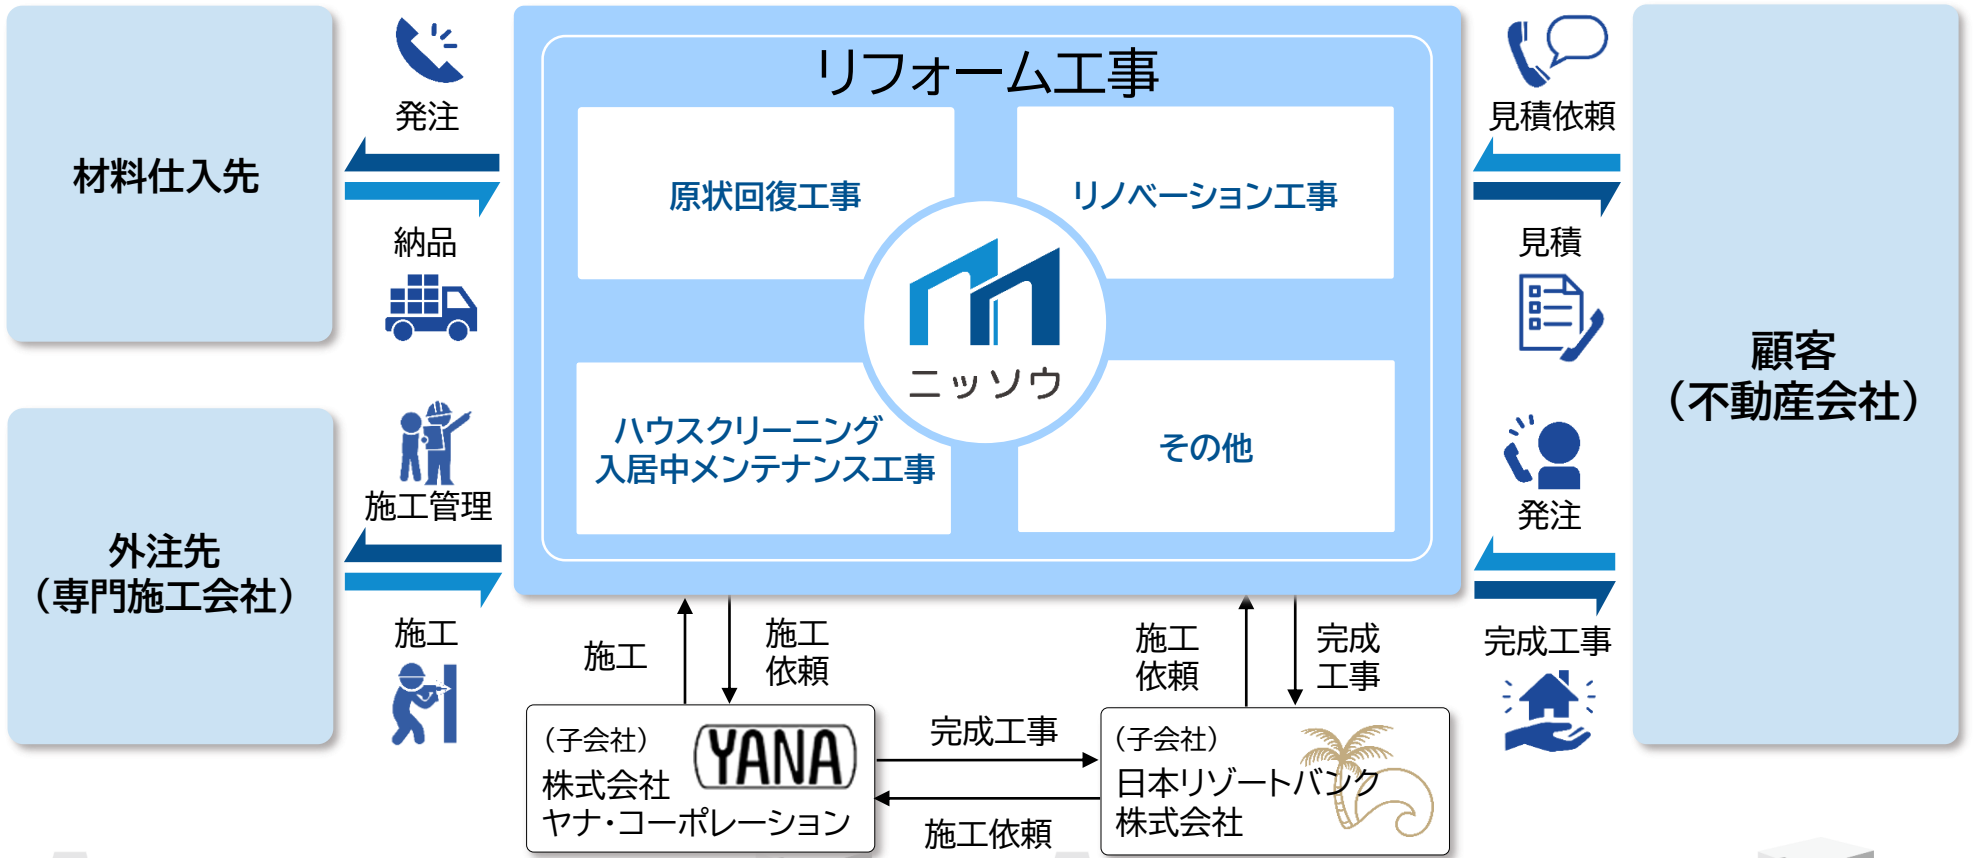 材料仕入先
外注先
（専門施工会社）
発注
納品
施工管理
施工
リフォーム工事
原状回復工事
リノベーション工事
ニッソウ
ハウスクリーニング
入居中メンテナンス工事
その他
見積依頼
見積
発注
完成工事
顧客
（不動産会社）
施工
施工
依頼
施工
依頼
完成
工事
（子会社）
YANA
株式会社
ヤナ・コーポレーション
完成工事
施工依頼
（子会社）
日本リゾートバンク
株式会社